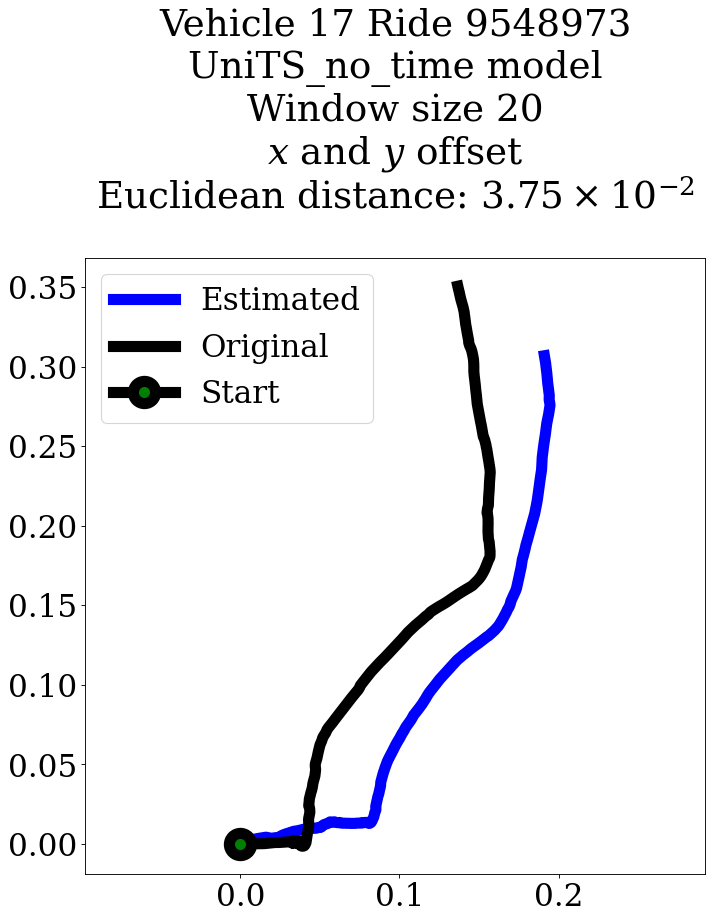 Vehicle 17 Ride 9548973
UniTS_no_time model
Window size 20
x and y offset
Euclidean distance: 3.75 × 10⁻²
Estimated
Original
Start
0.35
0.30
0.25
0.20
0.15
0.10
0.05
0.00
0.0 0.1 0.2